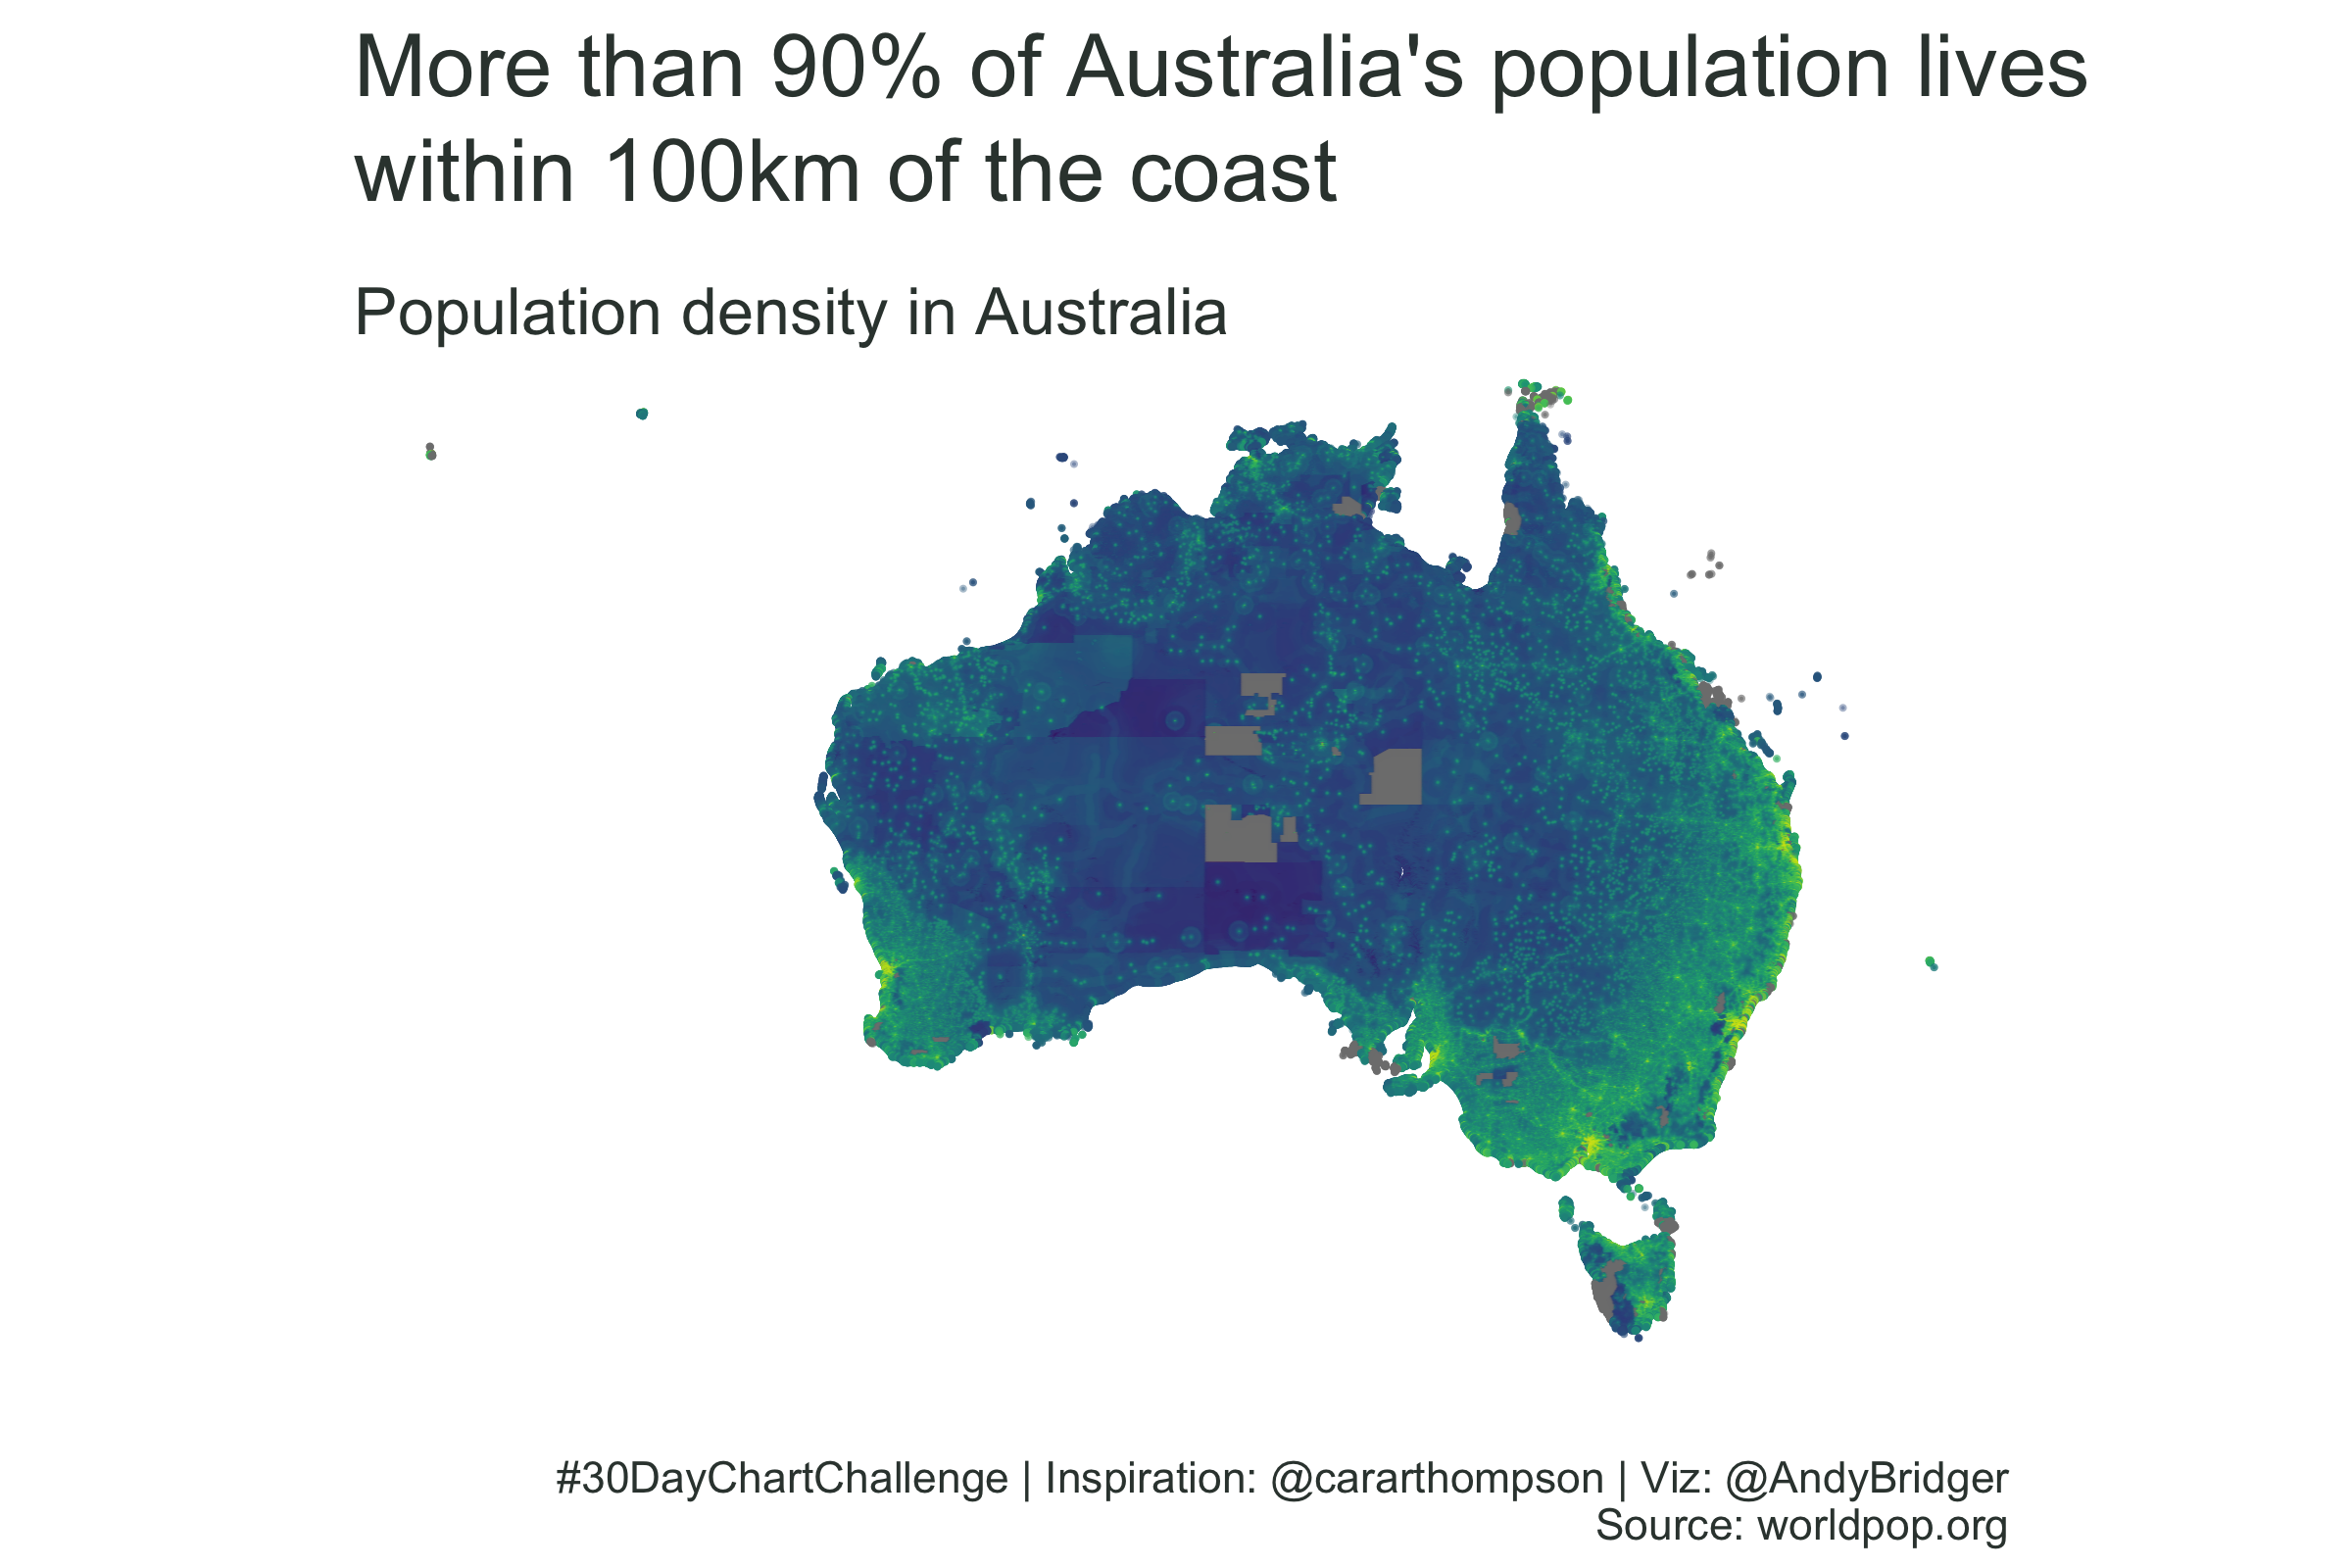 More than 90% of Australia's population lives
within 100km of the coast
Population density in Australia
#30DayChartChallenge | Inspiration: @cararthompson | Viz: @AndyBridger
Source: worldpop.org